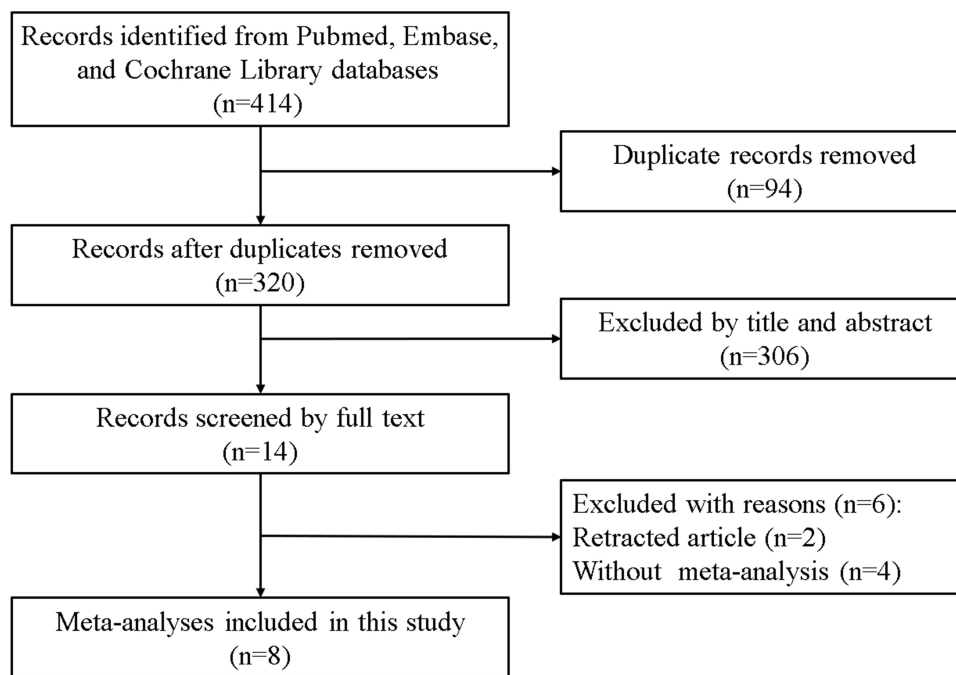 Records identified from Pubmed, Embase,
and Cochrane Library databases
(n=414)
Duplicate records removed
(n=94)
Records after duplicates removed
(n=320)
Excluded by title and abstract
(n=306)
Records screened by full text
(n=14)
Excluded with reasons (n=6):
Retracted article (n=2)
Without meta-analysis (n=4)
Meta-analyses included in this study
(n=8)